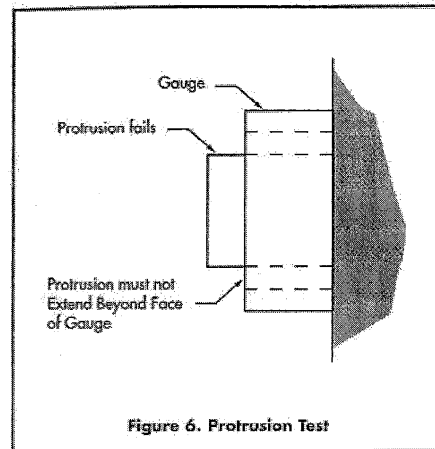 Gauge
Protrusion fails
Protrusion must not
Extend Beyond Face
of Gauge
Figure 6. Protrusion Test